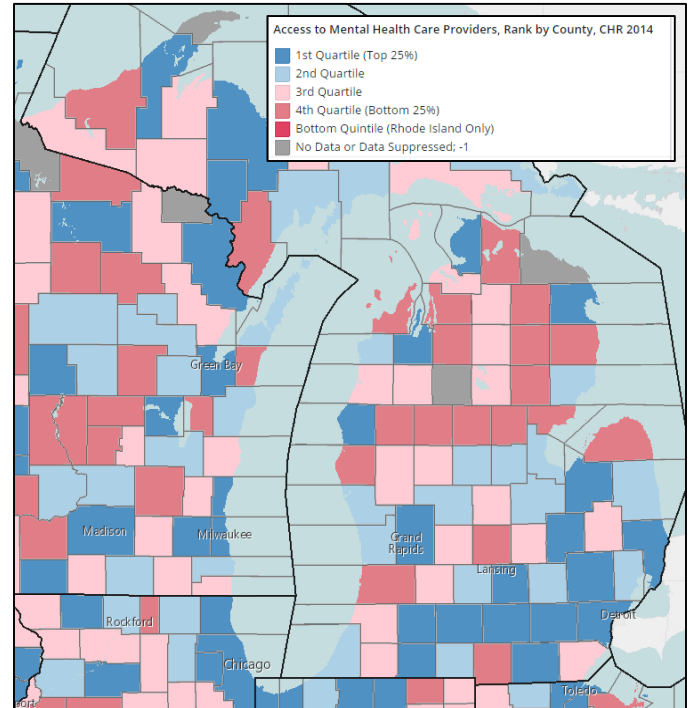 Access to Mental Health Care Providers, Rank by County, CHR 2014
1st Quartile (Top 25%)
2nd Quartile
3rd Quartile
4th Quartile (Bottom 25%)
Bottom Quintile (Rhode Island Only)
No Data or Data Suppressed; -1
Green Bay
Madison
Milwaukee
Grand
Rapids
Lansing
Rockford
Detroit
Chicago
Toledo
port